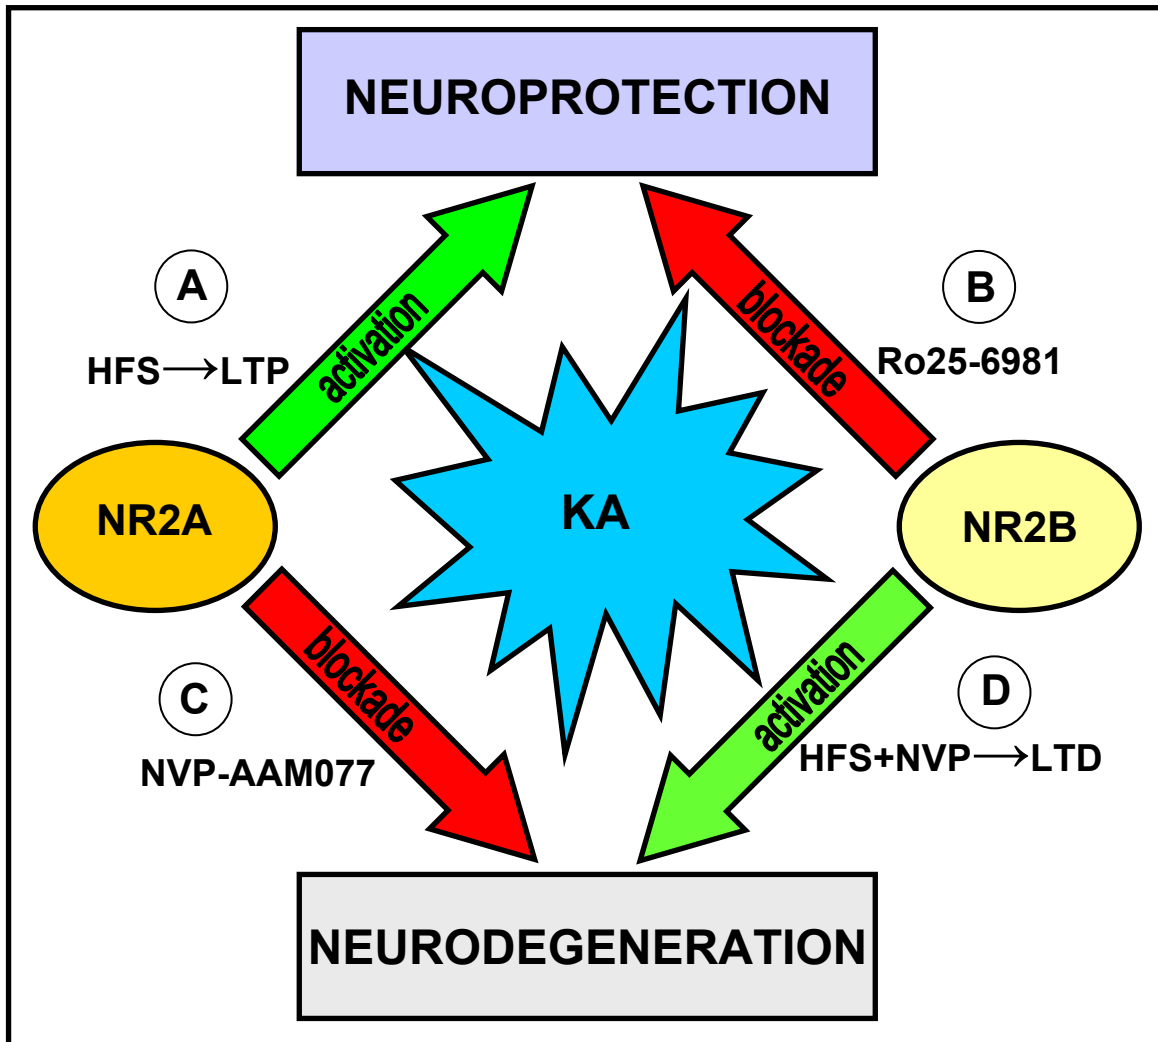 NEUROPROTECTION
A
HFS→LTP
activation
blockade
B
Ro25-6981
NR2A
KA
NR2B
C
NVP-AAM077
blockade
activation
D
HFS+NVP→LTD
NEURODEGENERATION